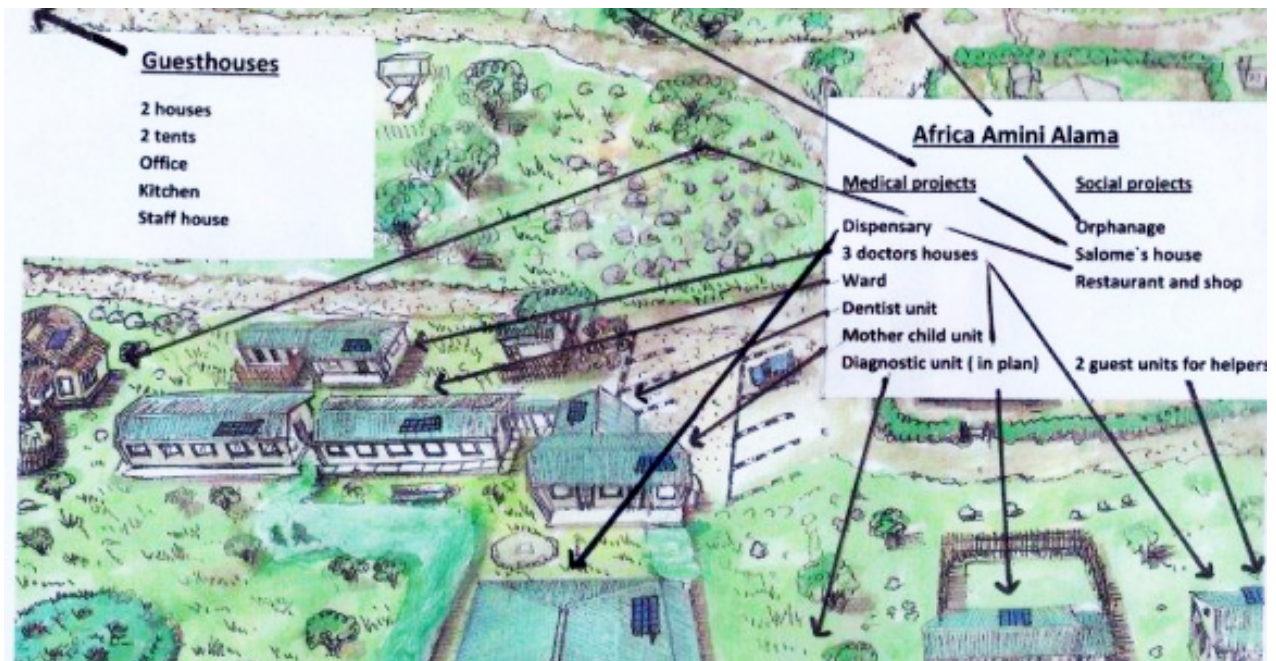 Guesthouses
2 houses
2 tents
Office
Kitchen
Staff house
Africa Amini Alama
Medical projects
Dispensary
3 doctors houses
Ward
Dentist unit
Mother child unit
Diagnostic unit ( in plan)
Social projects
Orphanage
Salome`s house
Restaurant and shop
2 guest units for helpers